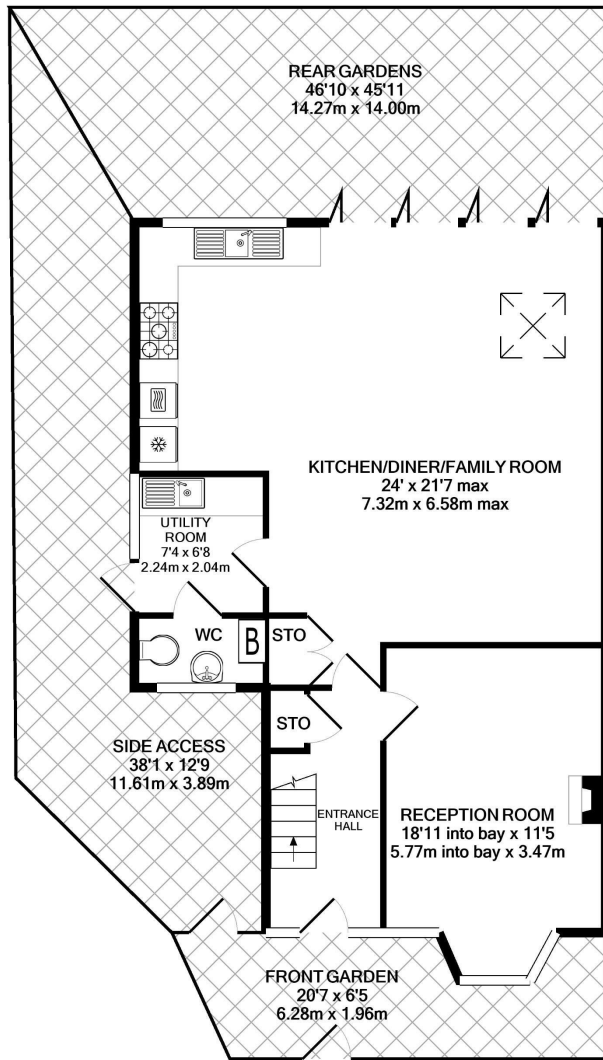 REAR GARDENS
46'10 x 45'11
14.27m x 14.00m
KITCHEN/DINER/FAMILY ROOM
24' x 21'7 max
7.32m x 6.58m max
UTILITY
ROOM
7'4 x 6'8
2.24m x 2.04m
WC
B
STO
STO
SIDE ACCESS
38'1 x 12'9
11.61m x 3.89m
ENTRANCE
HALL
RECEPTION ROOM
18'11 into bay x 11'5
5.77m into bay x 3.47m
FRONT GARDEN
20'7 x 6'5
6.28m x 1.96m